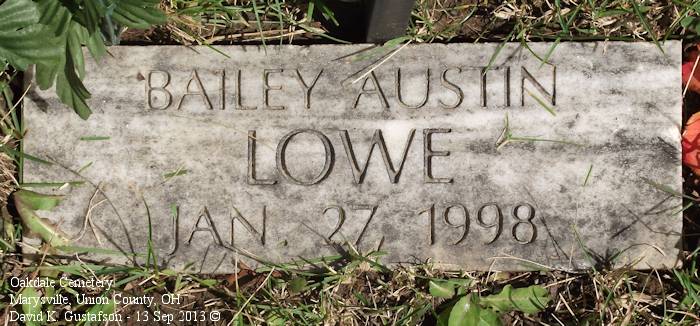 BAILEY AUSTIN
LOWE
JAN 27 1998
Oakdale Cemetery
Marysville, Union County, OH
David K. Gustafson - 13 Sep 2013 ©